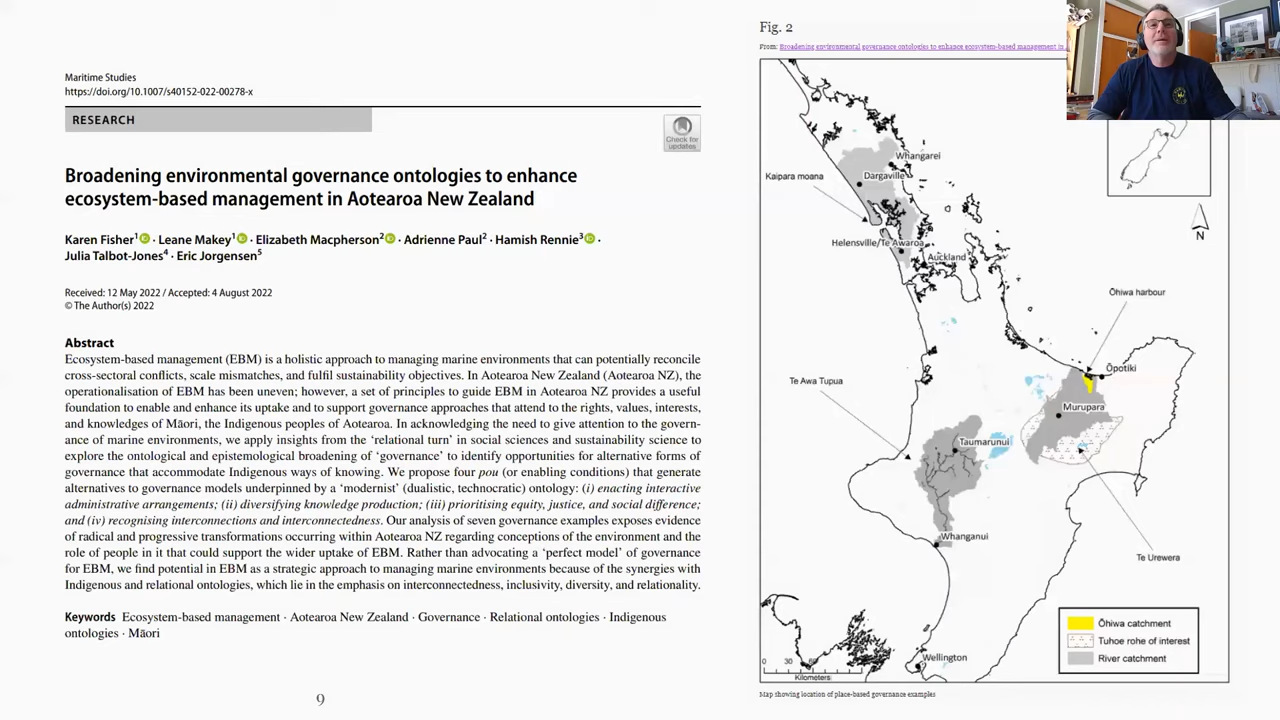 Maritime Studies
https://doi.org/10.1007/s40152-022-00278-x
RESEARCH
Check for
updates
Broadening environmental governance ontologies to enhance
ecosystem-based management in Aotearoa New Zealand
Karen Fisher1 · Leane Makey1 · Elizabeth Macpherson2 · Adrienne Paul2 · Hamish Rennie3 ·
Julia Talbot-Jones4 · Eric Jorgensen5
Received: 12 May 2022 / Accepted: 4 August 2022
© The Author(s) 2022
Abstract
Ecosystem-based management (EBM) is a holistic approach to managing marine environments that can potentially reconcile
cross-sectoral conflicts, scale mismatches, and fulfil sustainability objectives. In Aotearoa New Zealand (Aotearoa NZ), the
operationalisation of EBM has been uneven; however, a set of principles to guide EBM in Aotearoa NZ provides a useful
foundation to enable and enhance its uptake and to support governance approaches that attend to the rights, values, interests,
and knowledges of Māori, the Indigenous peoples of Aotearoa. In acknowledging the need to give attention to the govern-
ance of marine environments, we apply insights from the ‘relational turn’ in social sciences and sustainability science to
explore the ontological and epistemological broadening of ‘governance’ to identify opportunities for alternative forms of
governance that accommodate Indigenous ways of knowing. We propose four pou (or enabling conditions) that generate
alternatives to governance models underpinned by a ‘modernist’ (dualistic, technocratic) ontology: (i) enacting interactive
administrative arrangements; (ii) diversifying knowledge production; (iii) prioritising equity, justice, and social difference;
and (iv) recognising interconnections and interconnectedness. Our analysis of seven governance examples exposes evidence
of radical and progressive transformations occurring within Aotearoa NZ regarding conceptions of the environment and the
role of people in it that could support the wider uptake of EBM. Rather than advocating a ‘perfect model’ of governance
for EBM, we find potential in EBM as a strategic approach to managing marine environments because of the synergies with
Indigenous and relational ontologies, which lie in the emphasis on interconnectedness, inclusivity, diversity, and relationality.
Keywords Ecosystem-based management · Aotearoa New Zealand · Governance · Relational ontologies · Indigenous
ontologies · Māori
9
Fig. 2
From: Broadening environmental governance ontologies to enhance ecosystem-based management in
Whangarei
Kaipara moana
Dargaville
Helensville/Te Awaroa
Auckland
N
Ōhiwa harbour
Ōpotiki
Te Awa Tupua
Murupara
Taumarunui
Whanganui
Te Urewera
Ōhiwa catchment
Tuhoe rohe of interest
River catchment
Wellington
0 30 60
Kilometers
Map showing location of place-based governance examples